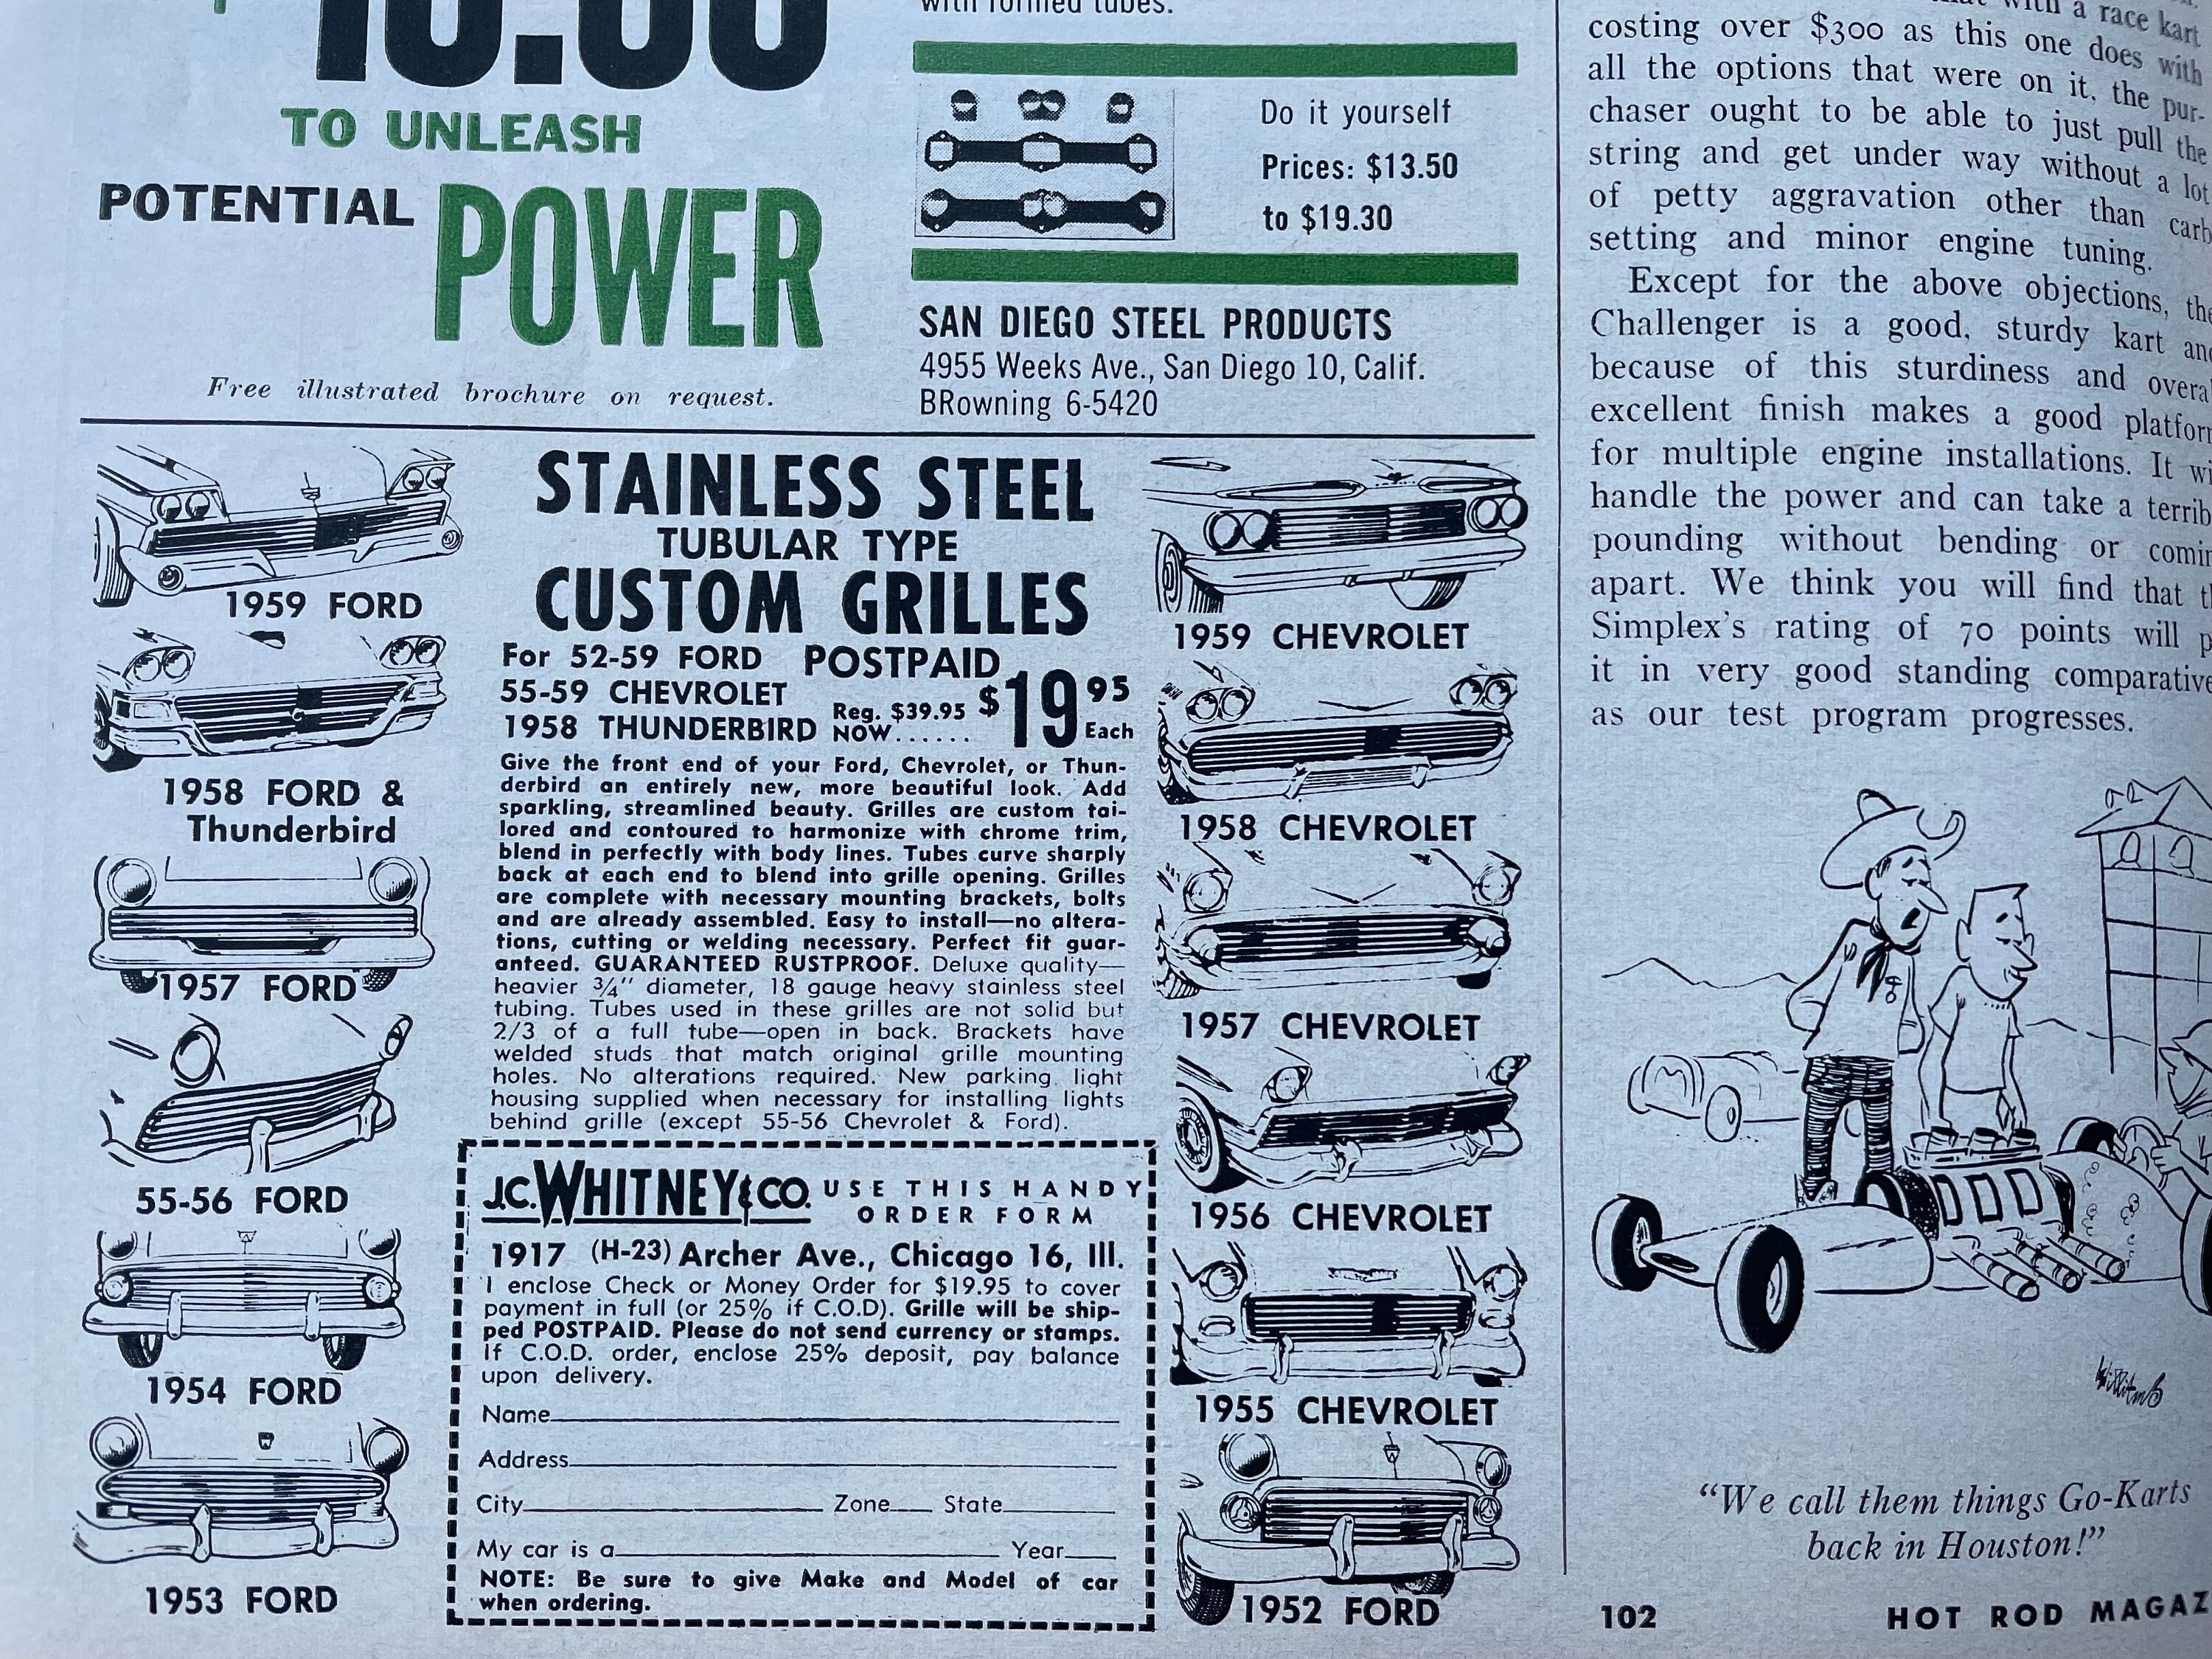 TO UNLEASH
POTENTIAL POWER
Free illustrated brochure on request.
with formed tubes.
Do it yourself
Prices: $13.50
to $19.30
SAN DIEGO STEEL PRODUCTS
4955 Weeks Ave., San Diego 10, Calif.
BRowning 6-5420
1959 FORD
1958 FORD &
Thunderbird
1957 FORD
55-56 FORD
1954 FORD
1953 FORD
STAINLESS STEEL
TUBULAR TYPE
CUSTOM GRILLES
For 52-59 FORD POSTPAID
55-59 CHEVROLET
1958 THUNDERBIRD
Reg. $39.95
NOW......
$19 95
Each
Give the front end of your Ford, Chevrolet, or Thun-
derbird an entirely new, more beautiful look. Add
sparkling, streamlined beauty. Grilles are custom tai-
lored and contoured to harmonize with chrome trim,
blend in perfectly with body lines. Tubes curve sharply
back at each end to blend into grille opening. Grilles
are complete with necessary mounting brackets, bolts
and are already assembled. Easy to install—no altera-
tions, cutting or welding necessary. Perfect fit guar-
anteed. GUARANTEED RUSTPROOF. Deluxe quality—
heavier ¾" diameter, 18 gauge heavy stainless steel
tubing. Tubes used in these grilles are not solid but
2/3 of a full tube—open in back. Brackets have
welded studs that match original grille mounting
holes. No alterations required. New parking light
housing supplied when necessary for installing lights
behind grille (except 55-56 Chevrolet & Ford).
J.C. WHITNEY & CO. USE THIS HANDY
ORDER FORM
1917 (H-23) Archer Ave., Chicago 16, Ill.
I enclose Check or Money Order for $19.95 to cover
payment in full (or 25% if C.O.D). Grille will be ship-
ped POSTPAID. Please do not send currency or stamps.
If C.O.D. order, enclose 25% deposit, pay balance
upon delivery.
Name
Address
City Zone State
My car is a Year
NOTE: Be sure to give Make and Model of car
when ordering.
1959 CHEVROLET
1958 CHEVROLET
1957 CHEVROLET
1956 CHEVROLET
1955 CHEVROLET
1952 FORD
with a race kart
costing over $300 as this one does with
all the options that were on it, the pur-
chaser ought to be able to just pull the
string and get under way without a lot
of petty aggravation other than carb
setting and minor engine tuning.
Except for the above objections, the
Challenger is a good, sturdy kart and
because of this sturdiness and overa
excellent finish makes a good platfor
for multiple engine installations. It wi
handle the power and can take a terrib
pounding without bending or comin
apart. We think you will find that t
Simplex's rating of 70 points will p
it in very good standing comparative
as our test program progresses.
"We call them things Go-Karts
back in Houston!"
102 HOT ROD MAGAZ